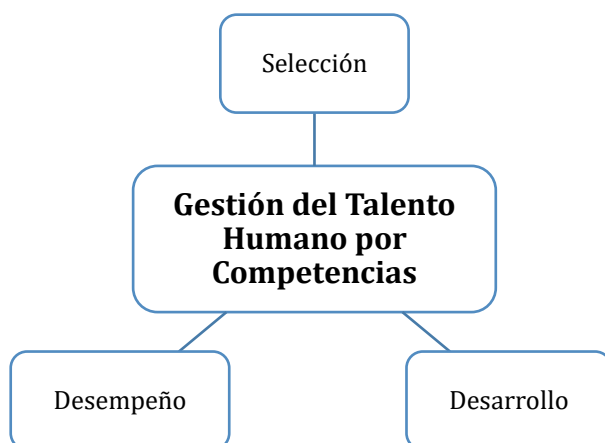 Selección
Gestión del Talento
Humano por
Competencias
Desempeño
Desarrollo